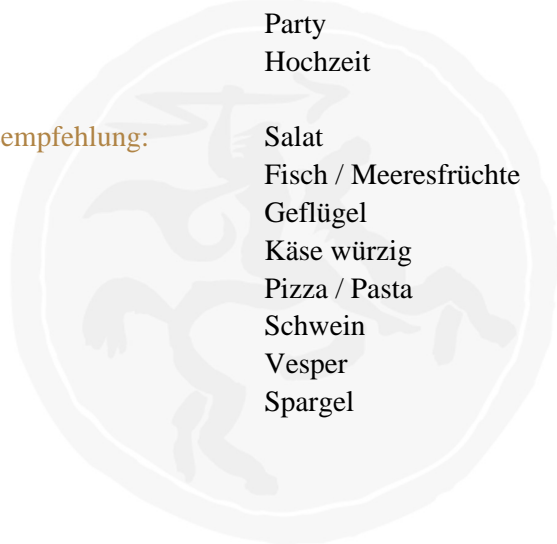 Party
Hochzeit
empfehlung: Salat
Fisch / Meeresfrüchte
Geflügel
Käse würzig
Pizza / Pasta
Schwein
Vesper
Spargel